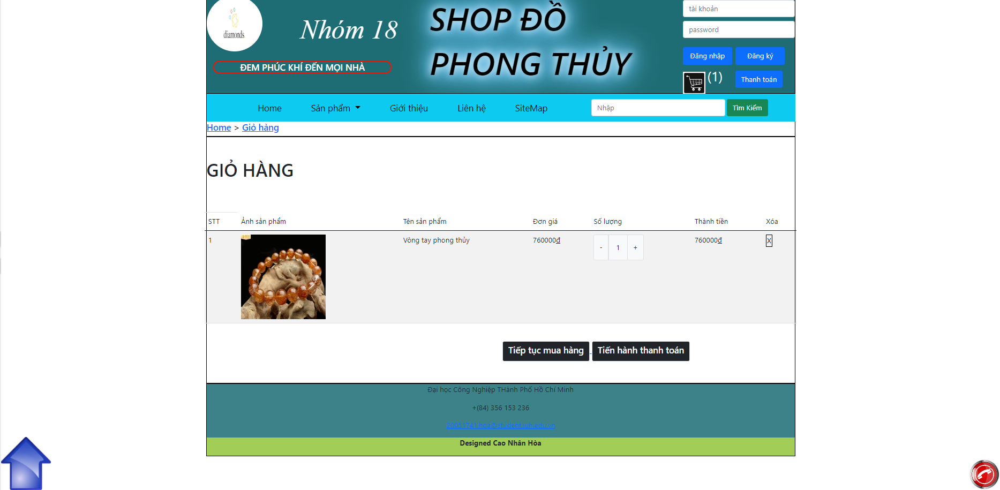 diamonds
Nhóm 18
SHOP ĐỒ
PHONG THỦY
ĐEM PHÚC KHÍ ĐẾN MỌI NHÀ
tài khoản
password
Đăng nhập
Đăng ký
(1)
Thanh toán
Home
Sản phẩm
Giới thiệu
Liên hệ
SiteMap
Nhập
Tìm Kiếm
Home > Giỏ hàng
GIỎ HÀNG
STT Ảnh sản phẩm Tên sản phẩm Đơn giá Số lượng Thành tiền Xóa
1 Vòng tay phong thủy 760000đ - 1 + 760000đ X
Tiếp tục mua hàng Tiến hành thanh toán
Đại học Công Nghiệp THành Phố Hồ Chí Minh
+(84) 356 153 236
20051741.hoa@student.iuh.edu.vn
Designed Cao Nhân Hòa